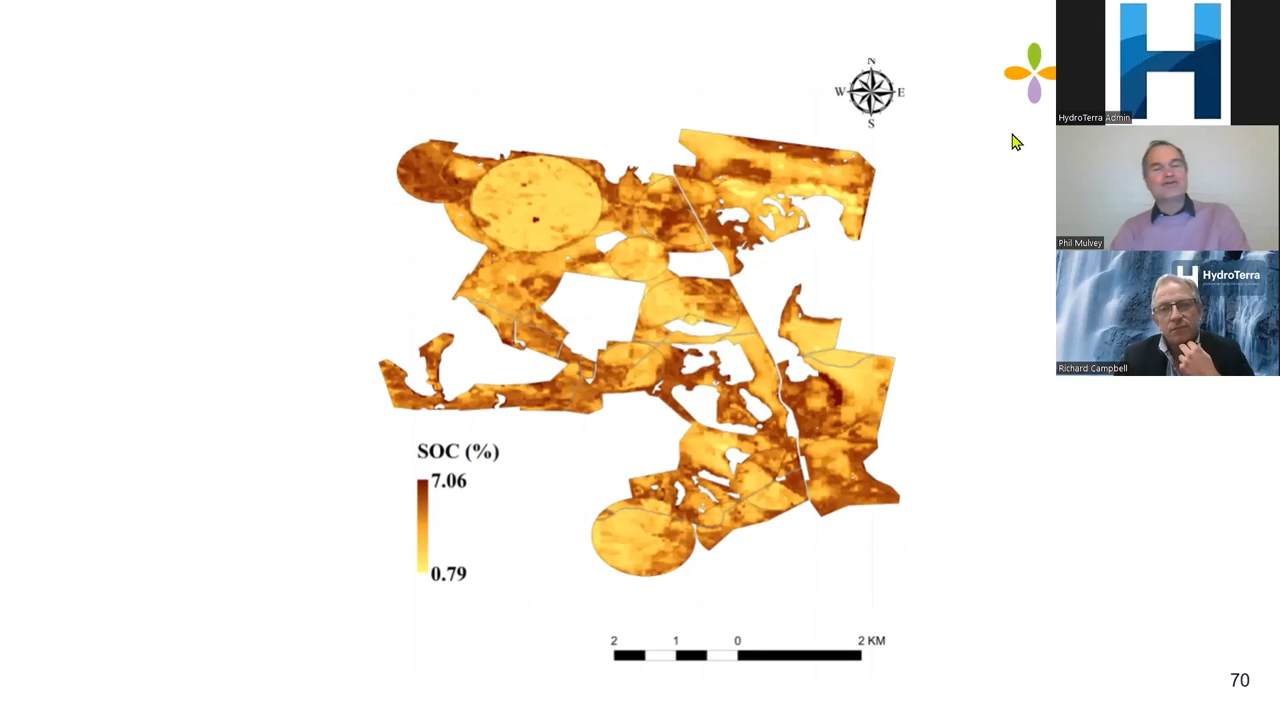 N
W E
S
SOC (%)
7.06
0.79
2 1 0 2 KM
70
HydroTerra Admin
Phil Mulvey
HydroTerra
Richard Campbell